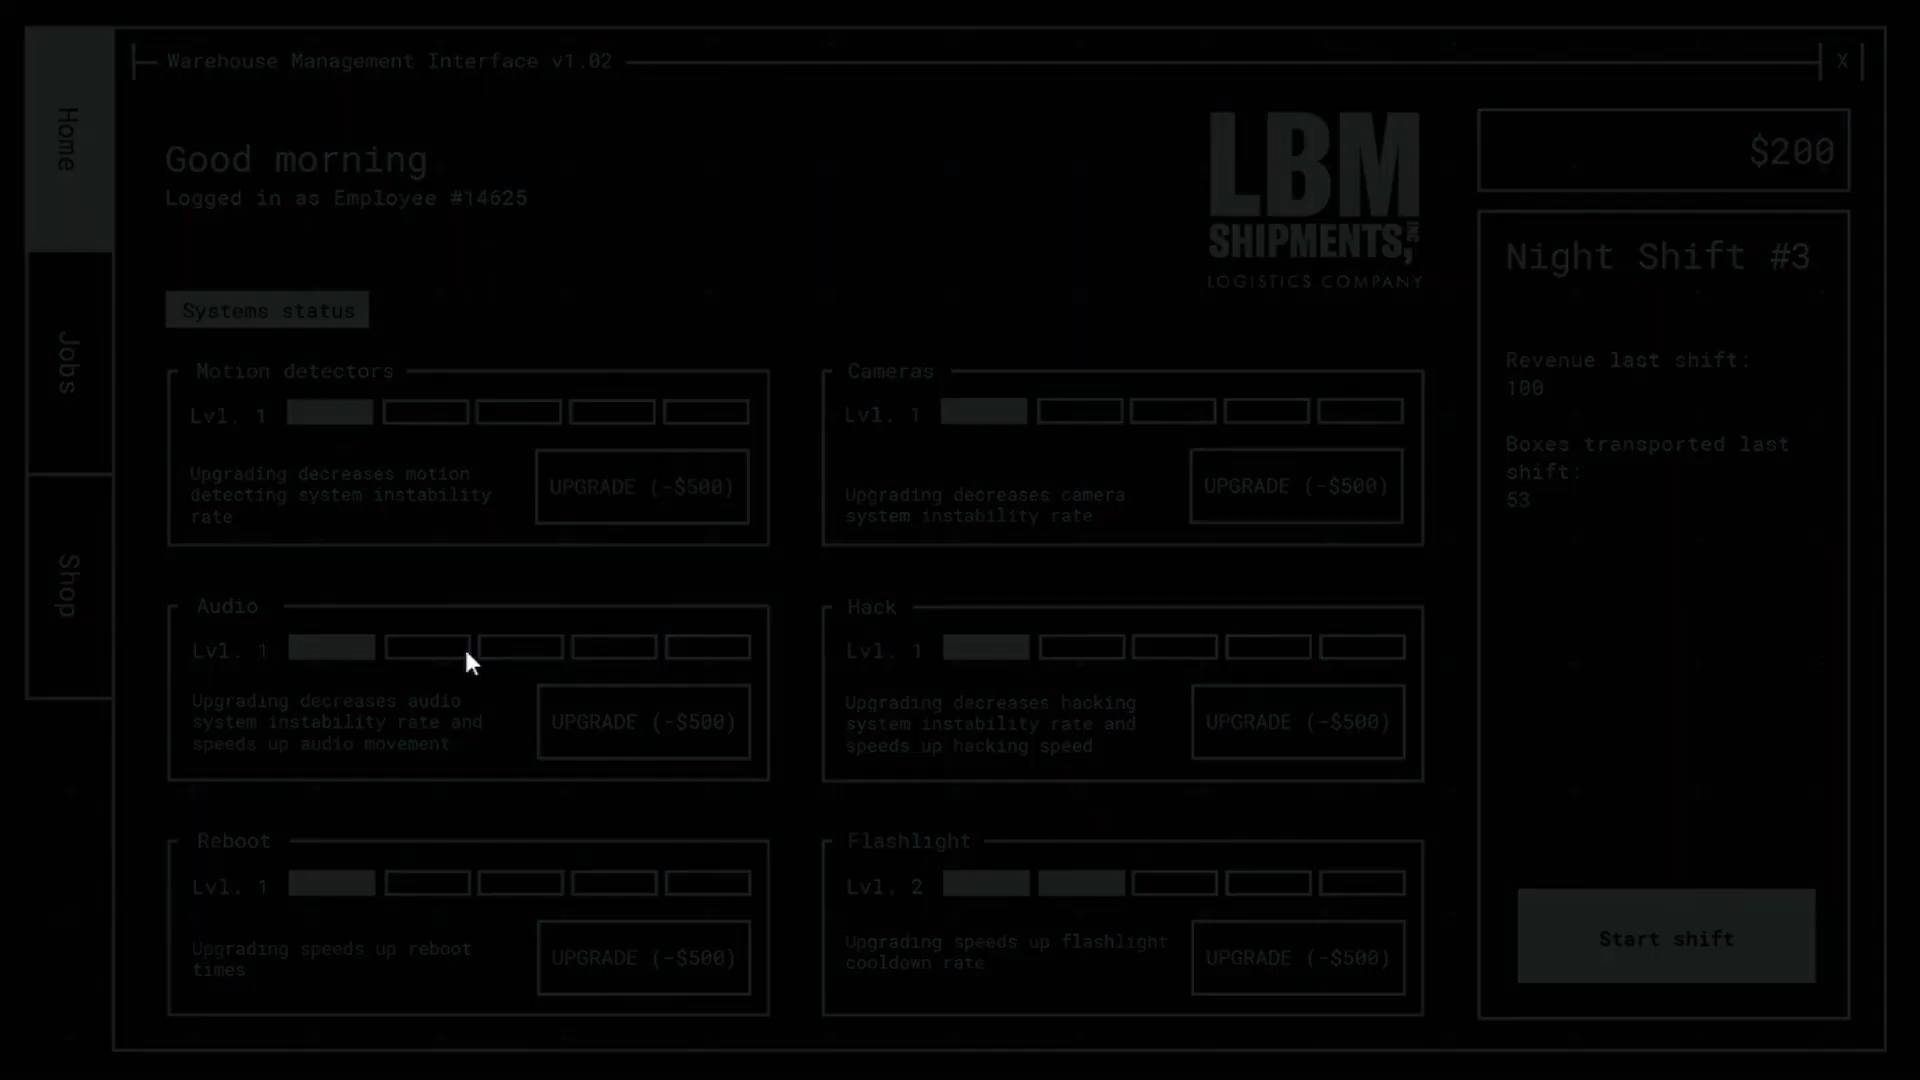 Warehouse Management Interface v1.02
X
Home
Jobs
Shop
Good morning
Logged in as Employee #14625
LBM
SHIPMENTS, INC
LOGISTICS COMPANY
$200
Systems status
Motion detectors
Lvl. 1
Upgrading decreases motion
detecting system instability
rate
UPGRADE (-$500)
Cameras
Lvl. 1
Upgrading decreases camera
system instability rate
UPGRADE (-$500)
Audio
Lvl. 1
Upgrading decreases audio
system instability rate and
speeds up audio movement
UPGRADE (-$500)
Hack
Lvl. 1
Upgrading decreases hacking
system instability rate and
speeds up hacking speed
UPGRADE (-$500)
Reboot
Lvl. 1
Upgrading speeds up reboot
times
UPGRADE (-$500)
Flashlight
Lvl. 2
Upgrading speeds up flashlight
cooldown rate
UPGRADE (-$500)
Night Shift #3
Revenue last shift:
100
Boxes transported last
shift:
53
Start shift